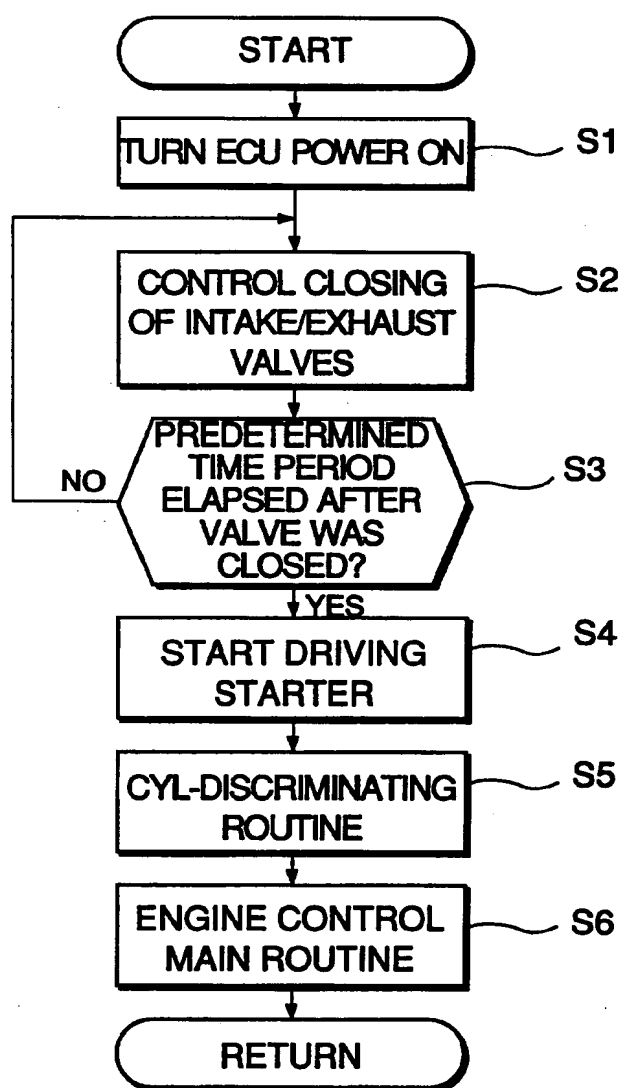 START
TURN ECU POWER ON
S1
CONTROL CLOSING
OF INTAKE/EXHAUST
VALVES
S2
PREDETERMINED
TIME PERIOD
ELAPSED AFTER
VALVE WAS
CLOSED?
S3
NO
YES
START DRIVING
STARTER
S4
CYL-DISCRIMINATING
ROUTINE
S5
ENGINE CONTROL
MAIN ROUTINE
S6
RETURN